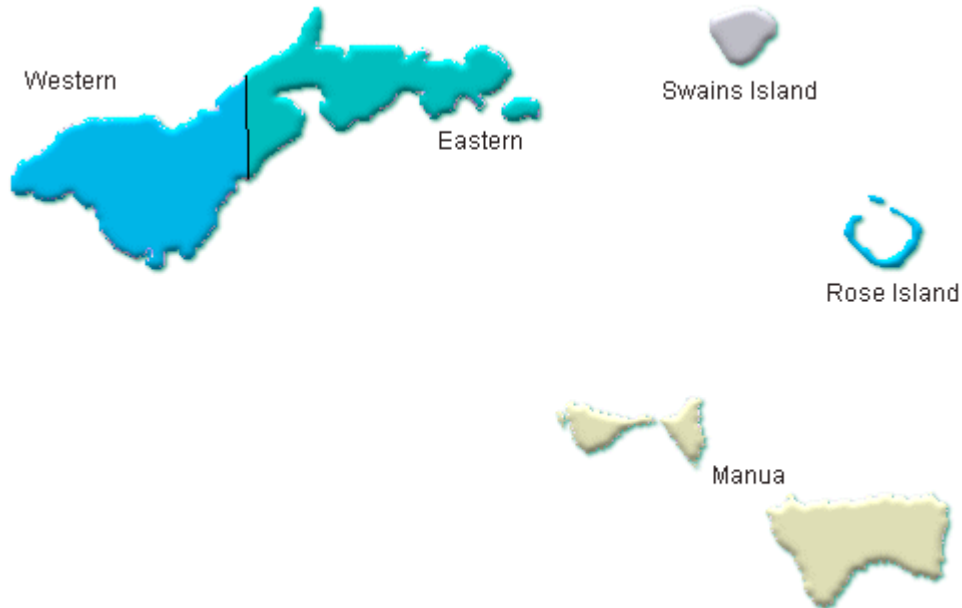 Western
Eastern
Swains Island
Rose Island
Manua